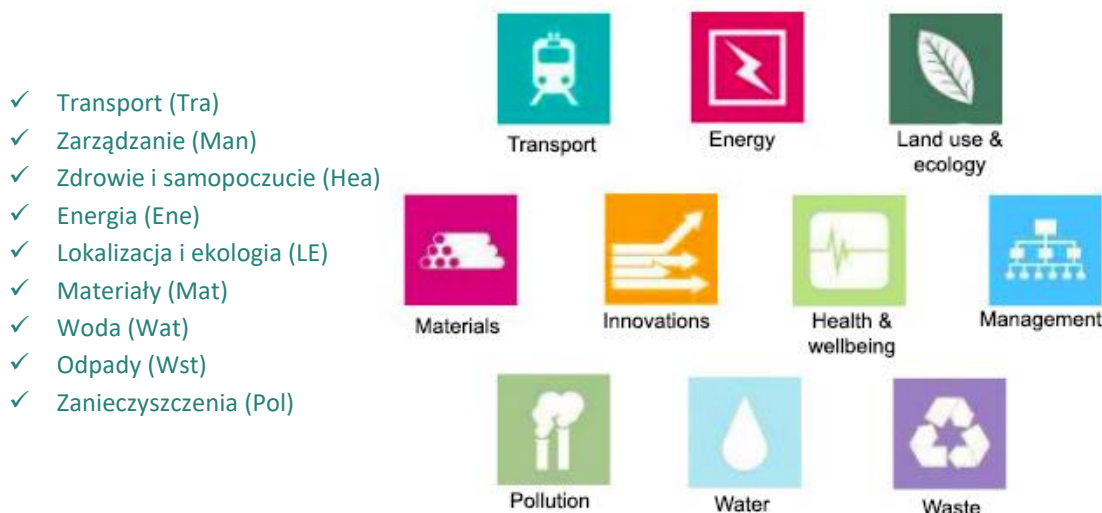 ✓ Transport (Tra)
✓ Zarządzanie (Man)
✓ Zdrowie i samopoczucie (Hea)
✓ Energia (Ene)
✓ Lokalizacja i ekologia (LE)
✓ Materiały (Mat)
✓ Woda (Wat)
✓ Odpady (Wst)
✓ Zanieczyszczenia (Pol)
Transport
Energy
Land use &
ecology
Materials
Innovations
Health &
wellbeing
Management
Pollution
Water
Waste